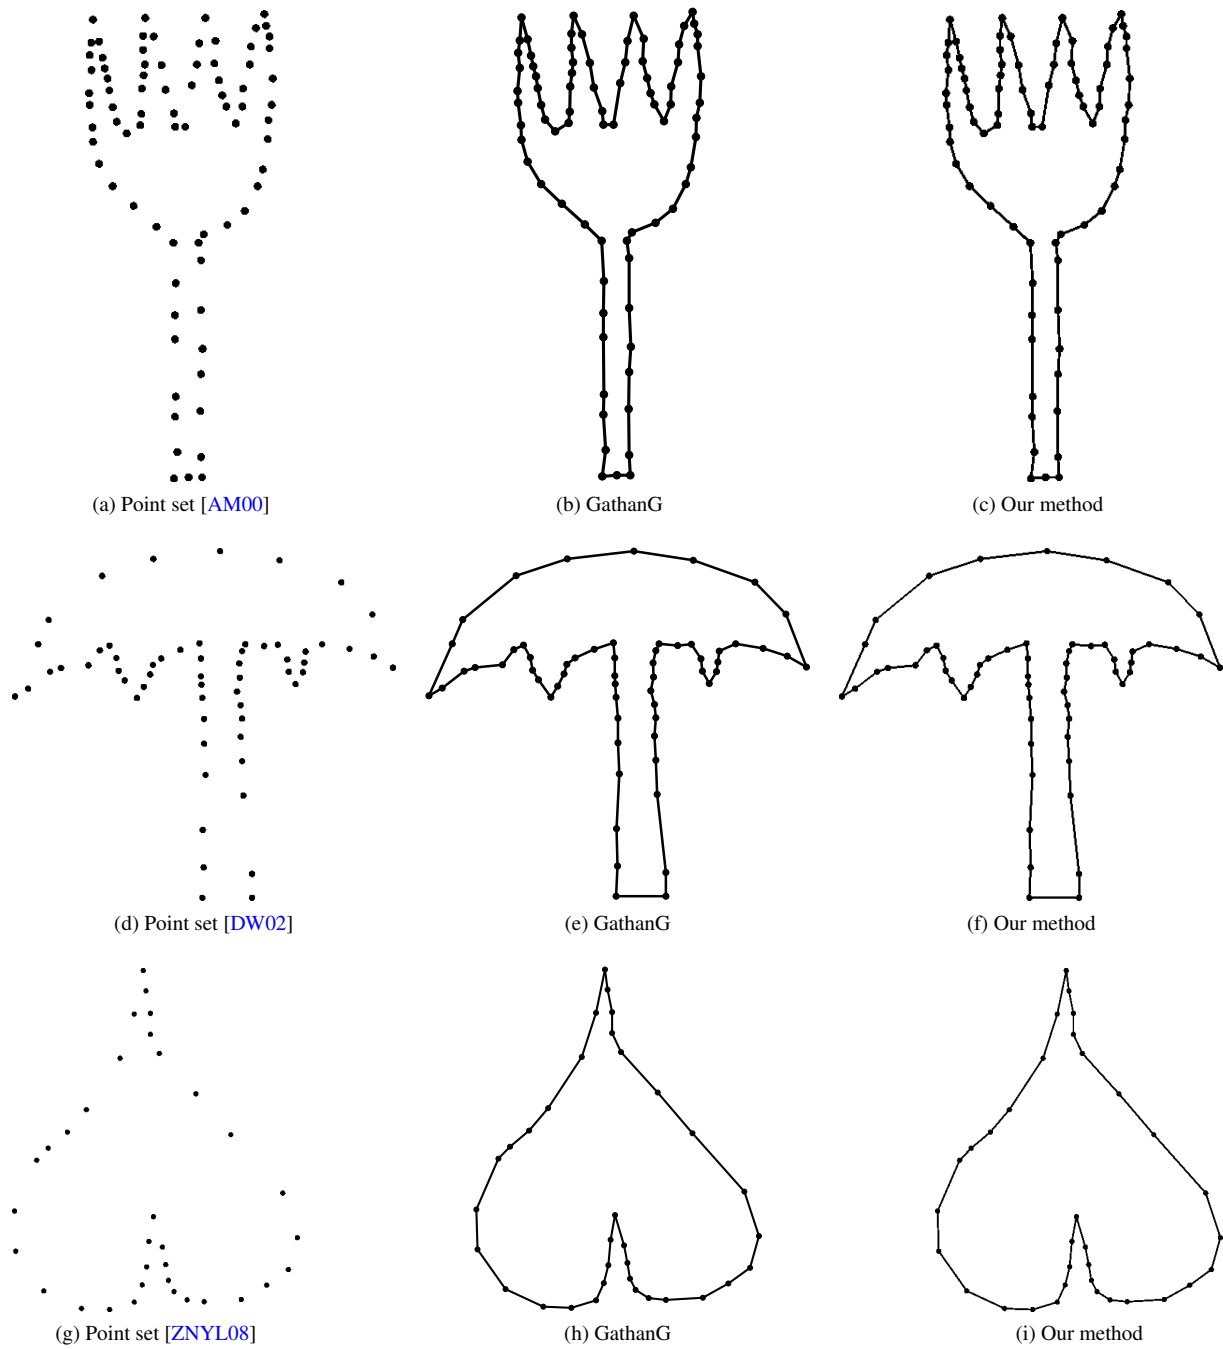 (a) Point set [AM00]
(b) GathanG
(c) Our method
(d) Point set [DW02]
(e) GathanG
(f) Our method
(g) Point set [ZNYL08]
(h) GathanG
(i) Our method